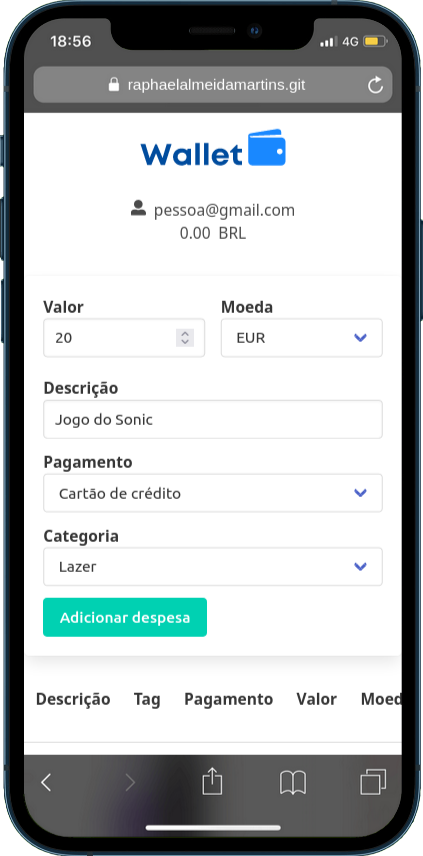 18:56 4G
raphaelalmeidamartins.git
Wallet
pessoa@gmail.com
0.00 BRL
Valor Moeda
20 EUR
Descrição
Jogo do Sonic
Pagamento
Cartão de crédito
Categoria
Lazer
Adicionar despesa
Descrição Tag Pagamento Valor Moed